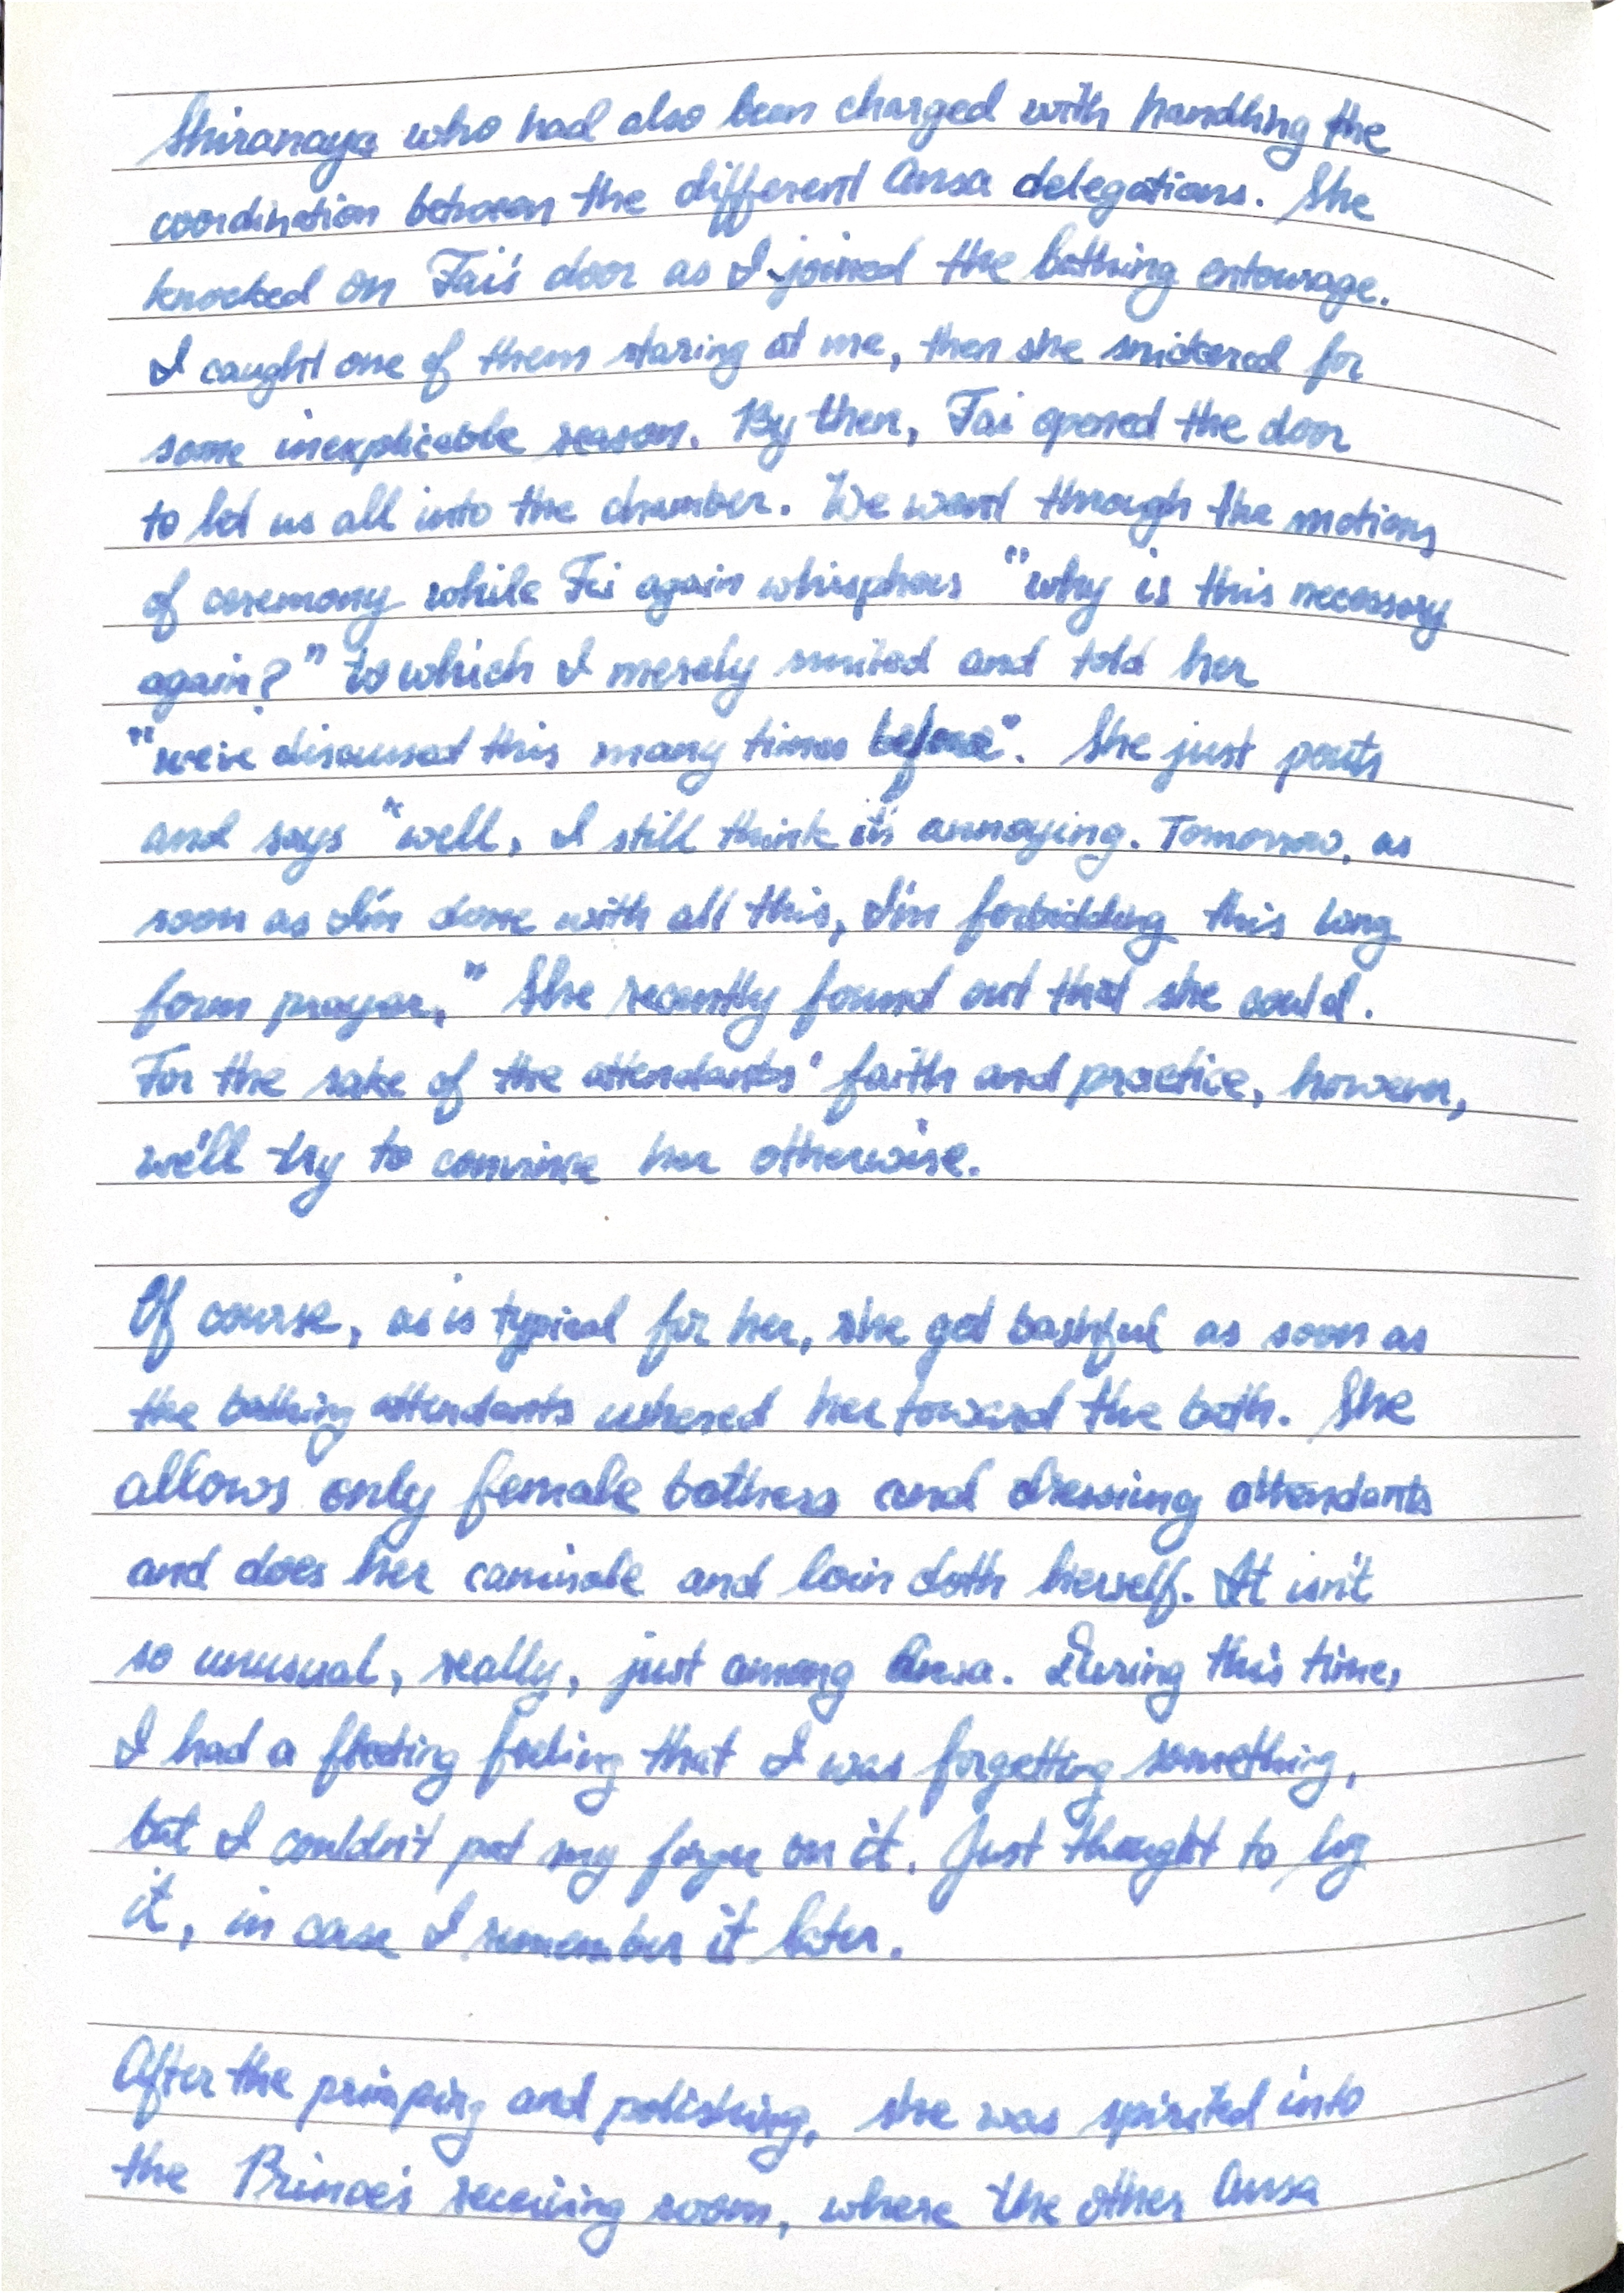 Shiranaya who had also been charged with handling the
coordination between the different Ansa delegations. She
knocked on Fai's door as I joined the bathing entourage.
I caught one of them staring at me, then she snickered for
some inexplicable reason. By then, Fai opened the door
to let us all into the chamber. We went through the motions
of ceremony while Fai again whisphers "why is this necessary
again?" to which I merely smiled and told her
"we've discussed this many times before". She just pouts
and says "well, I still think it's annoying. Tomorrow, as
soon as I'm done with all this, I'm forbidding this long
form prayer," She recently found out that she could.
For the sake of the attendants' faith and practice, however,
we'll try to convince her otherwise.
Of course, as is typical for her, she got bashful as soon as
the bathing attendants ushered her toward the bath. She
allows only female bathers and dressing attendants
and does her camisole and loin cloth herself. It isn't
so unusual, really, just among Ansa. During this time,
I had a fleeting feeling that I was forgetting something,
but I couldn't put my finger on it. Just thought to log
it, in case I remember it later.
After the primping and polishing, she was spirited into
the Prince's receiving room, where the other Ansa